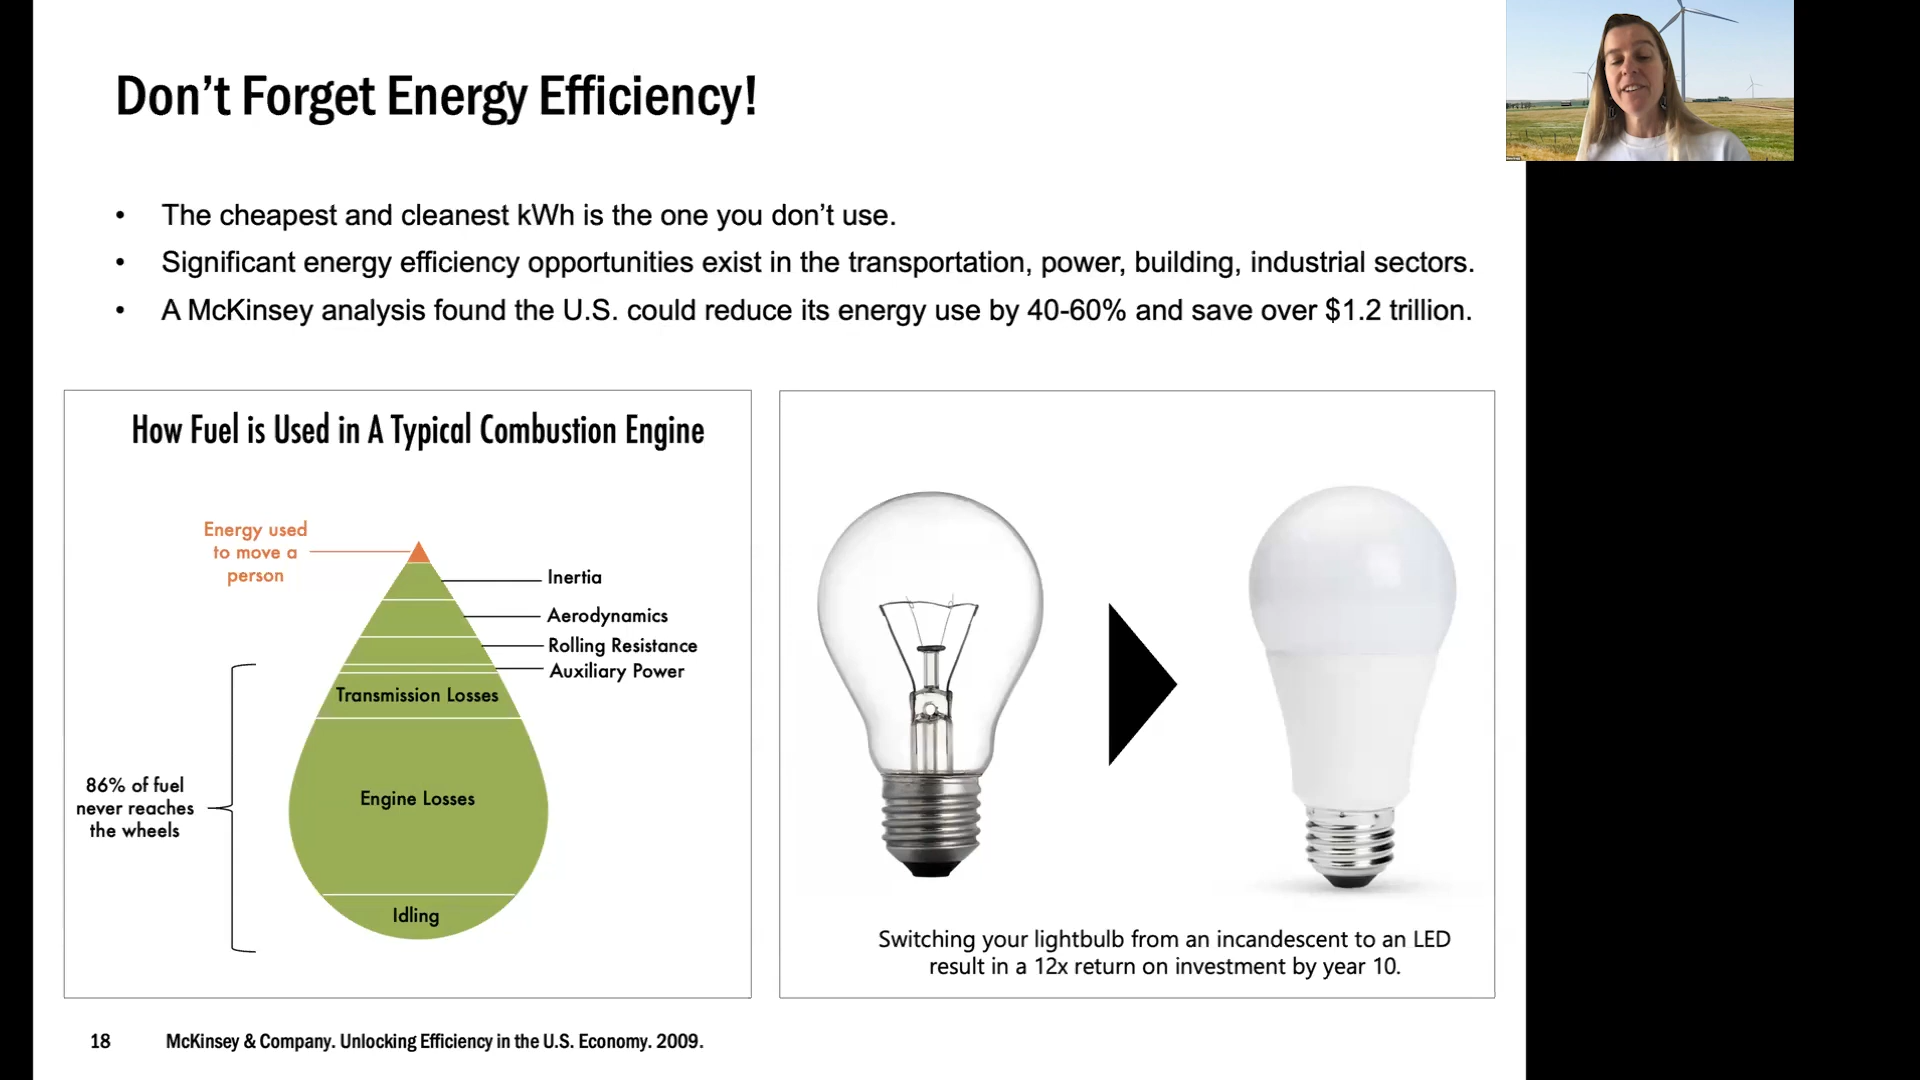 Don’t Forget Energy Efficiency!
• The cheapest and cleanest kWh is the one you don’t use.
• Significant energy efficiency opportunities exist in the transportation, power, building, industrial sectors.
• A McKinsey analysis found the U.S. could reduce its energy use by 40-60% and save over $1.2 trillion.
How Fuel is Used in A Typical Combustion Engine
Energy used
to move a
person
Inertia
Aerodynamics
Rolling Resistance
Auxiliary Power
Transmission Losses
86% of fuel
never reaches
the wheels
Engine Losses
Idling
Switching your lightbulb from an incandescent to an LED
result in a 12x return on investment by year 10.
18 McKinsey & Company. Unlocking Efficiency in the U.S. Economy. 2009.